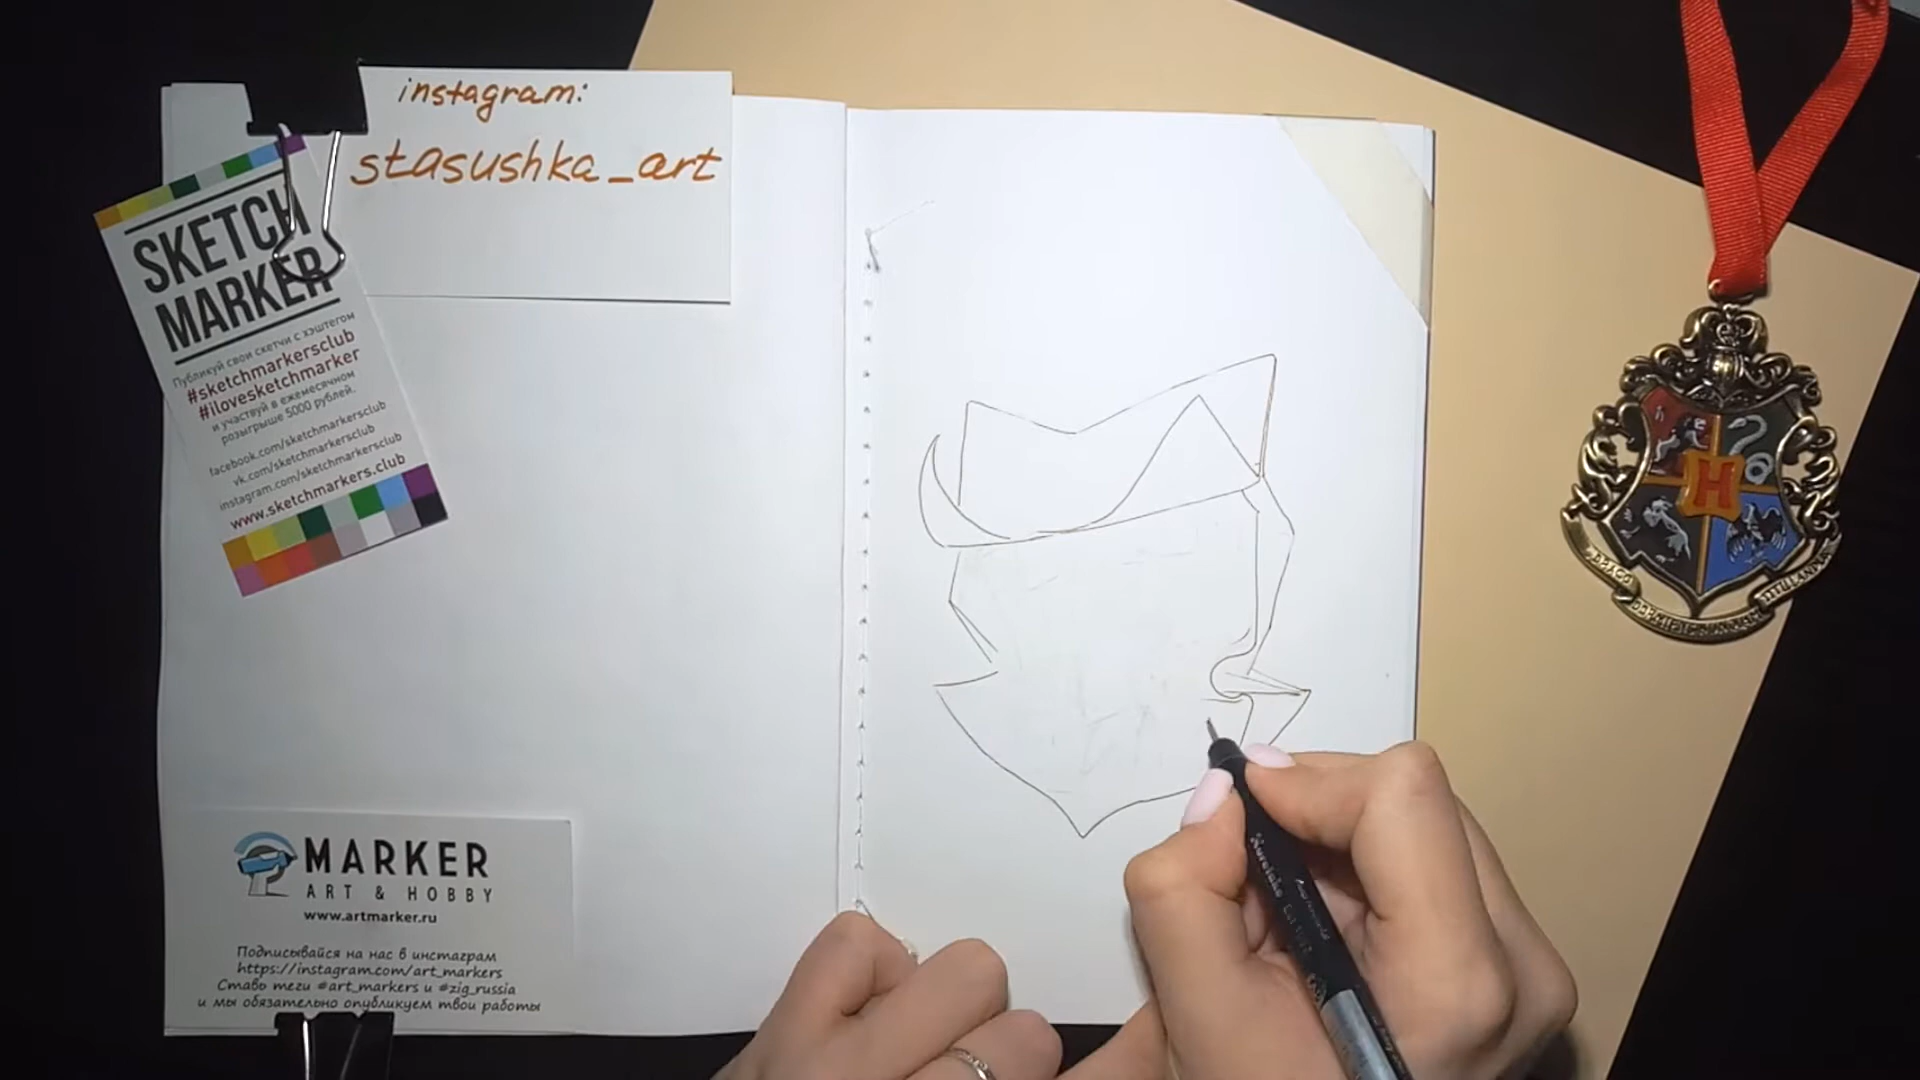 instagram:
stasushka_art
SKETCH
MARKER
Публикуй свои скетчи с хэштегом
#sketchmarkersclub
#ilovesketchmarker
и участвуй в ежемесячном
розыгрыше 5000 рублей.
facebook.com/sketchmarkersclub
vk.com/sketchmarkersclub
instagram.com/sketchmarkersclub
www.sketchmarkers.club
MARKER
ART & HOBBY
www.artmarker.ru
Подписывайся на нас в инстаграм
https://instagram.com/art_markers
Ставь теги #art_markers и #zig_russia
и мы обязательно опубликуем твои работы
H
DRACO
Kuretake